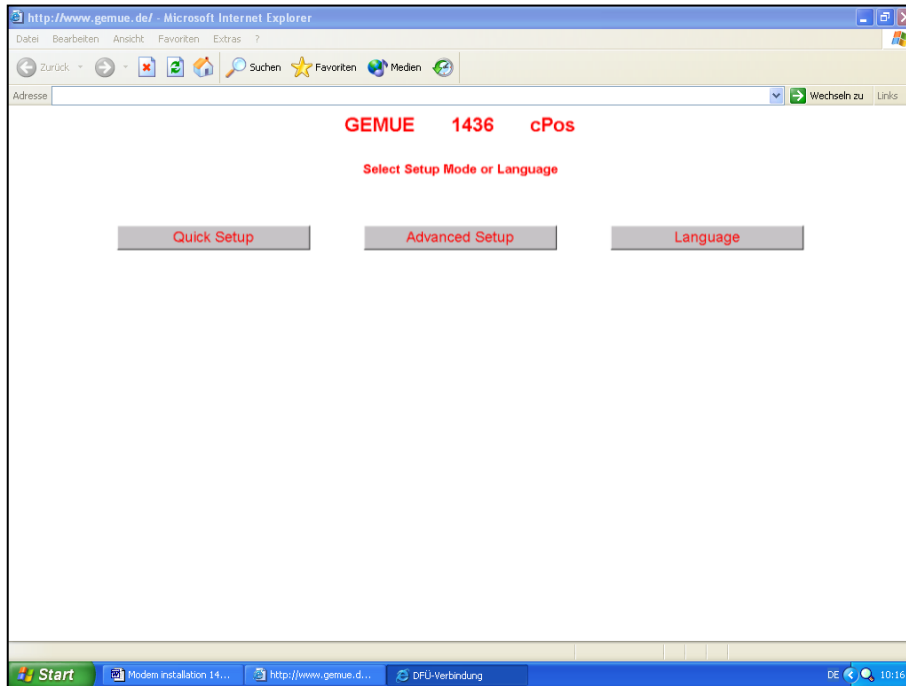 http://www.gemue.de/ - Microsoft Internet Explorer
Datei Bearbeiten Ansicht Favoriten Extras ?
Zurück Suchen Favoriten Medien
Adresse Wechseln zu Links
GEMUE 1436 cPos
Select Setup Mode or Language
Quick Setup Advanced Setup Language
Start Modem installation 14... http://www.gemue.d... DFÜ-Verbindung DE 10:16